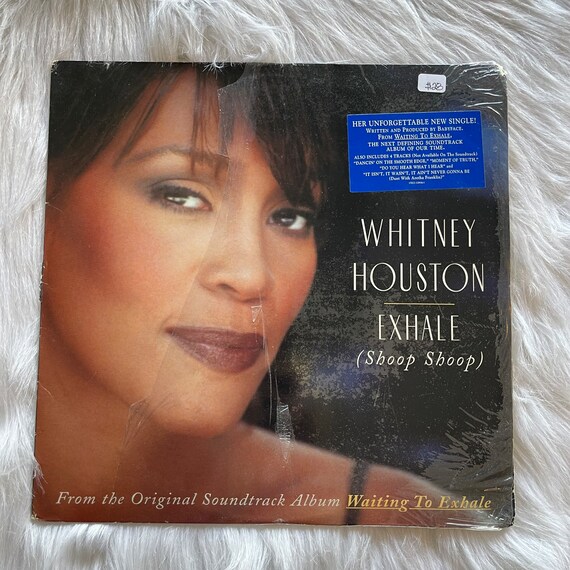 $20
HER UNFORGETTABLE NEW SINGLE!
WRITTEN AND PRODUCED BY BABYFACE.
FROM WAITING TO EXHALE,
THE NEXT DEFINING SOUNDTRACK
ALBUM OF OUR TIME.
ALSO INCLUDES 4 TRACKS (Not Available On The Soundtrack)
"DANCIN' ON THE SMOOTH EDGE," "MOMENT OF TRUTH,"
"DO YOU HEAR WHAT I HEAR" and
"IT ISN'T, IT WASN'T, IT AIN'T NEVER GONNA BE
(Duet With Aretha Franklin)"
WHITNEY
HOUSTON
EXHALE
(Shoop Shoop)
From the Original Soundtrack Album Waiting To Exhale